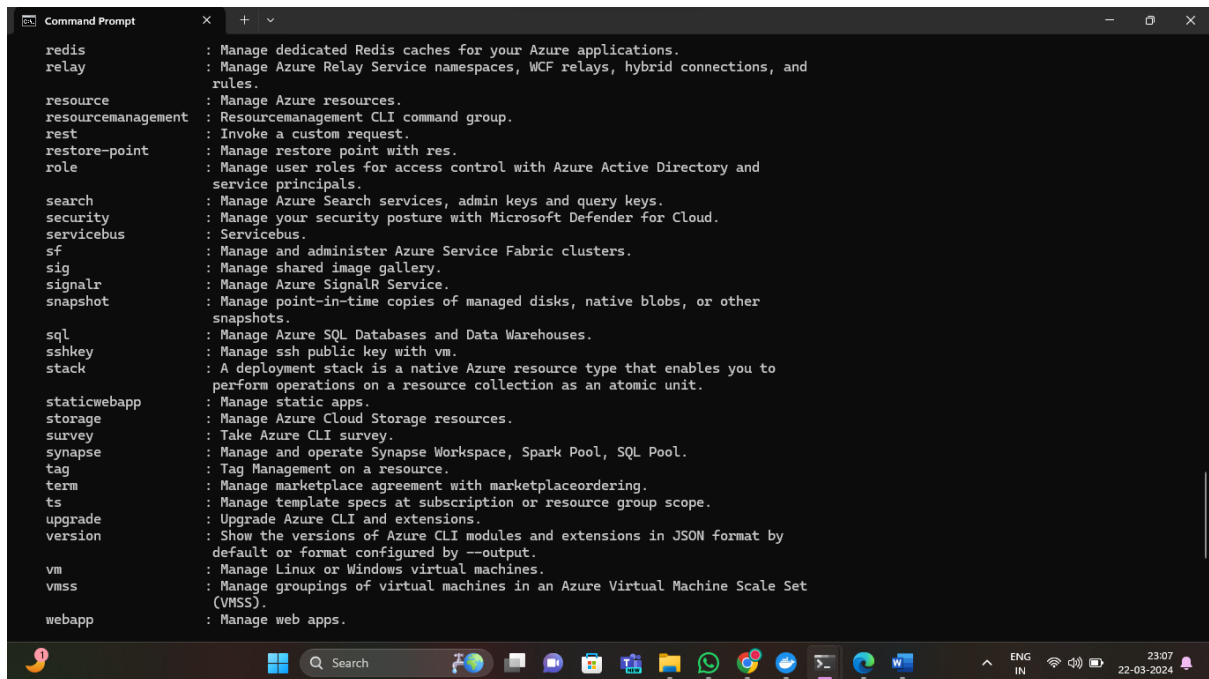 Command Prompt
redis : Manage dedicated Redis caches for your Azure applications.
relay : Manage Azure Relay Service namespaces, WCF relays, hybrid connections, and
rules.
resource : Manage Azure resources.
resourcemanagement : Resourcemanagement CLI command group.
rest : Invoke a custom request.
restore-point : Manage restore point with res.
role : Manage user roles for access control with Azure Active Directory and
service principals.
search : Manage Azure Search services, admin keys and query keys.
security : Manage your security posture with Microsoft Defender for Cloud.
servicebus : Servicebus.
sf : Manage and administer Azure Service Fabric clusters.
sig : Manage shared image gallery.
signalr : Manage Azure SignalR Service.
snapshot : Manage point-in-time copies of managed disks, native blobs, or other
snapshots.
sql : Manage Azure SQL Databases and Data Warehouses.
sshkey : Manage ssh public key with vm.
stack : A deployment stack is a native Azure resource type that enables you to
perform operations on a resource collection as an atomic unit.
staticwebapp : Manage static apps.
storage : Manage Azure Cloud Storage resources.
survey : Take Azure CLI survey.
synapse : Manage and operate Synapse Workspace, Spark Pool, SQL Pool.
tag : Tag Management on a resource.
term : Manage marketplace agreement with marketplaceordering.
ts : Manage template specs at subscription or resource group scope.
upgrade : Upgrade Azure CLI and extensions.
version : Show the versions of Azure CLI modules and extensions in JSON format by
default or format configured by --output.
vm : Manage Linux or Windows virtual machines.
vmss : Manage groupings of virtual machines in an Azure Virtual Machine Scale Set
(VMSS).
webapp : Manage web apps.
1
Search
ENG
IN
23:07
22-03-2024